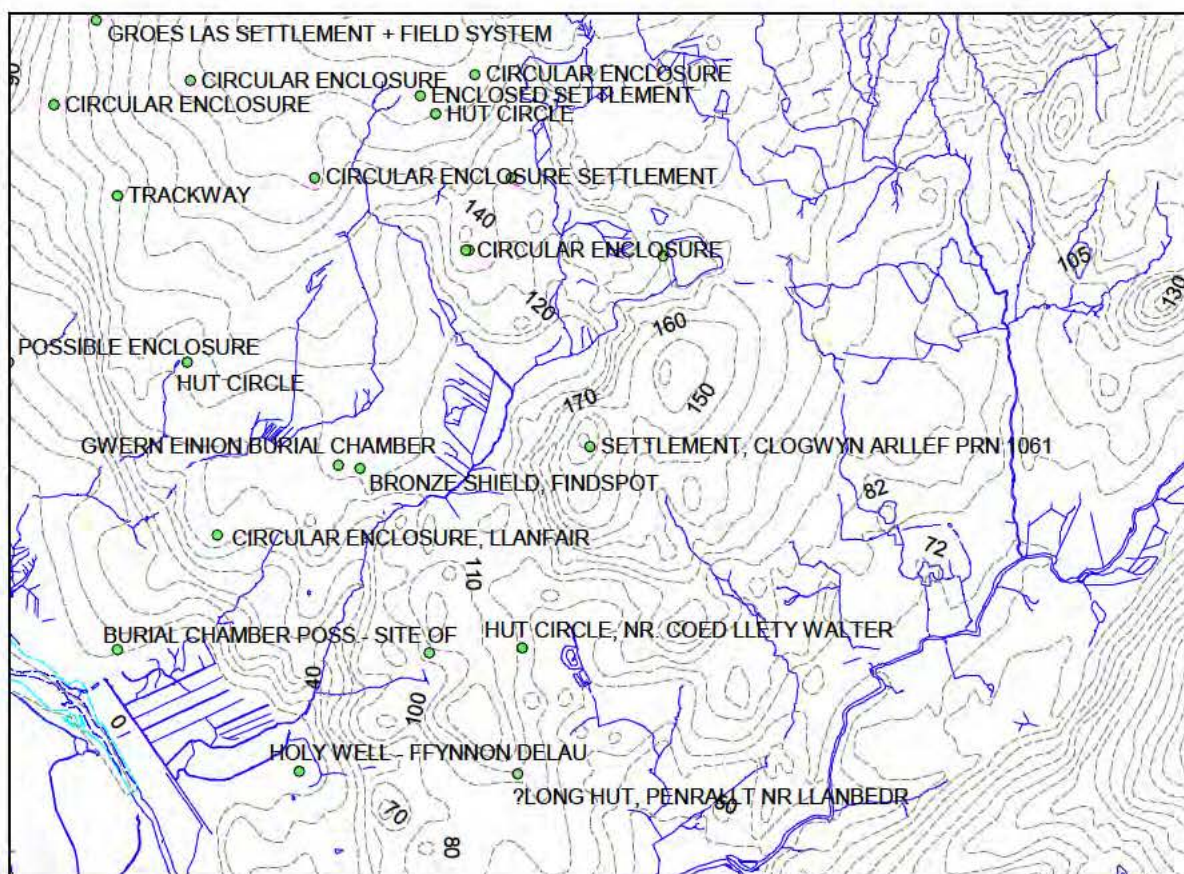 GROES LAS SETTLEMENT + FIELD SYSTEM
90
CIRCULAR ENCLOSURE
CIRCULAR ENCLOSURE
CIRCULAR ENCLOSURE
ENCLOSED SETTLEMENT
HUT CIRCLE
CIRCULAR ENCLOSURE SETTLEMENT
TRACKWAY
140
CIRCULAR ENCLOSURE
105
130
120
160
POSSIBLE ENCLOSURE
HUT CIRCLE
170
150
GWERN EINION BURIAL CHAMBER
SETTLEMENT, CLOGWYN ARLLEF PRN 1061
BRONZE SHIELD, FINDSPOT
82
CIRCULAR ENCLOSURE, LLANFAIR
72
110
BURIAL CHAMBER POSS - SITE OF
HUT CIRCLE, NR. COED LLETY WALTER
40
100
0
HOLY WELL - FFYNNON DELAU
?LONG HUT, PENRALLT NR LLANBEDR
70
80